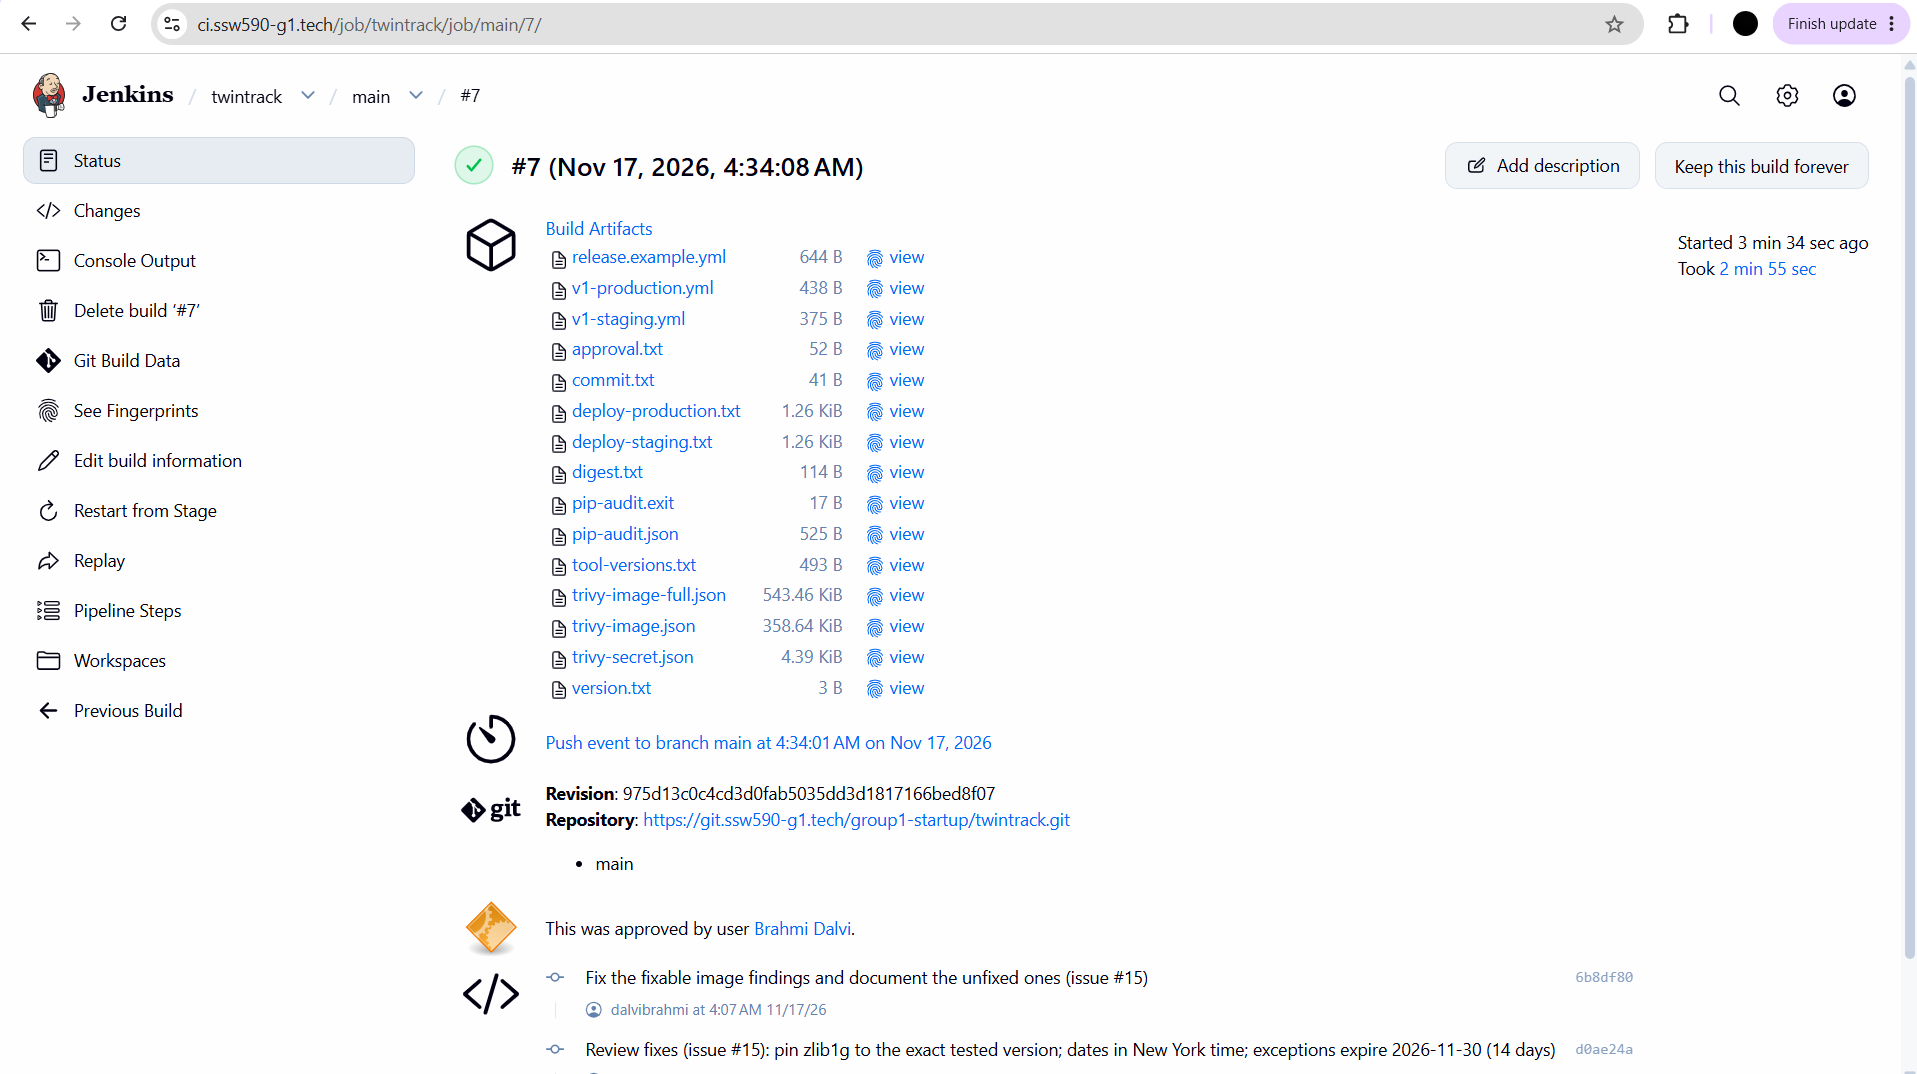 ci.ssw590-g1.tech/job/twintrack/job/main/7/
Finish update
Jenkins / twintrack / main / #7
Status
Changes
Console Output
Delete build ‘#7’
Git Build Data
See Fingerprints
Edit build information
Restart from Stage
Replay
Pipeline Steps
Workspaces
Previous Build
#7 (Nov 17, 2026, 4:34:08 AM)
Add description
Keep this build forever
Started 3 min 34 sec ago
Took 2 min 55 sec
Build Artifacts
release.example.yml 644 B view
v1-production.yml 438 B view
v1-staging.yml 375 B view
approval.txt 52 B view
commit.txt 41 B view
deploy-production.txt 1.26 KiB view
deploy-staging.txt 1.26 KiB view
digest.txt 114 B view
pip-audit.exit 17 B view
pip-audit.json 525 B view
tool-versions.txt 493 B view
trivy-image-full.json 543.46 KiB view
trivy-image.json 358.64 KiB view
trivy-secret.json 4.39 KiB view
version.txt 3 B view
Push event to branch main at 4:34:01 AM on Nov 17, 2026
git
Revision: 975d13c0c4cd3d0fab5035dd3d1817166bed8f07
Repository: https://git.ssw590-g1.tech/group1-startup/twintrack.git
• main
This was approved by user Brahmi Dalvi.
Fix the fixable image findings and document the unfixed ones (issue #15) 6b8df80
dalvibrahmi at 4:07 AM 11/17/26
Review fixes (issue #15): pin zlib1g to the exact tested version; dates in New York time; exceptions expire 2026-11-30 (14 days) d0ae24a